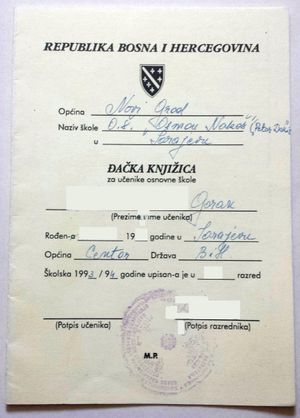 REPUBLIKA BOSNA I HERCEGOVINA
Općina Novi Grad
Naziv škole O.Š. "Osman Nakaš" (Petar Dokić)
u Sarajevu
ĐAČKA KNJIŽICA
za učenike osnovne škole
Goran
(Prezime ime učenika)
Rođen-a 19 godine u Sarajevu
Općina Centar Država B.H
Školska 1993/94 godine upisan-a je u razred
(Potpis učenika) (Potpis razrednika)
M.P.